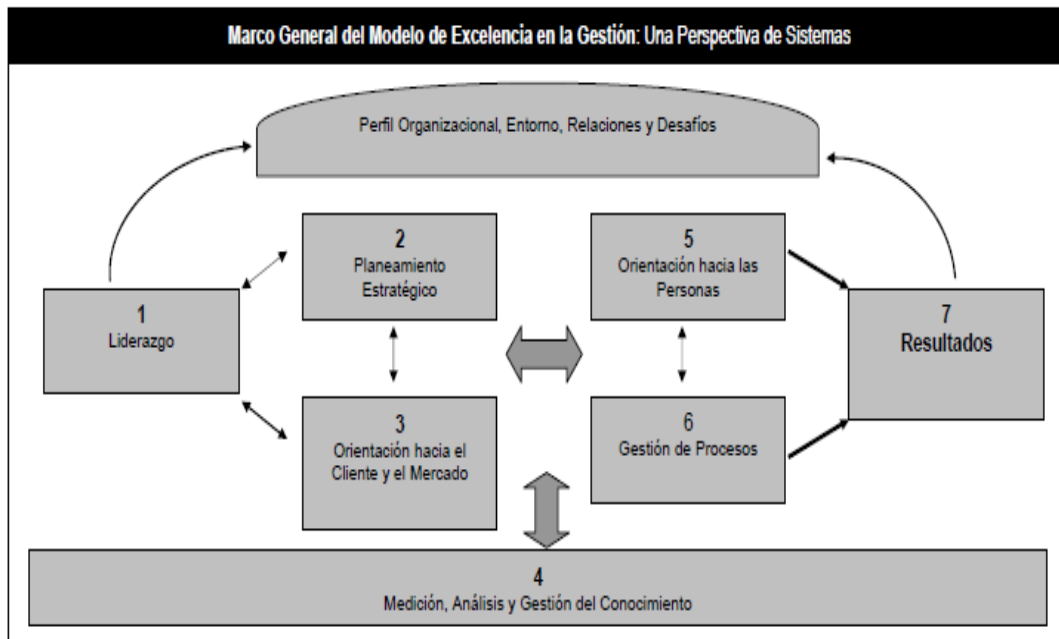 Marco General del Modelo de Excelencia en la Gestión: Una Perspectiva de Sistemas
Perfil Organizacional, Entorno, Relaciones y Desafíos
1
Liderazgo
2
Planeamiento
Estratégico
3
Orientación hacia el
Cliente y el Mercado
5
Orientación hacia las
Personas
6
Gestión de Procesos
7
Resultados
4
Medición, Análisis y Gestión del Conocimiento